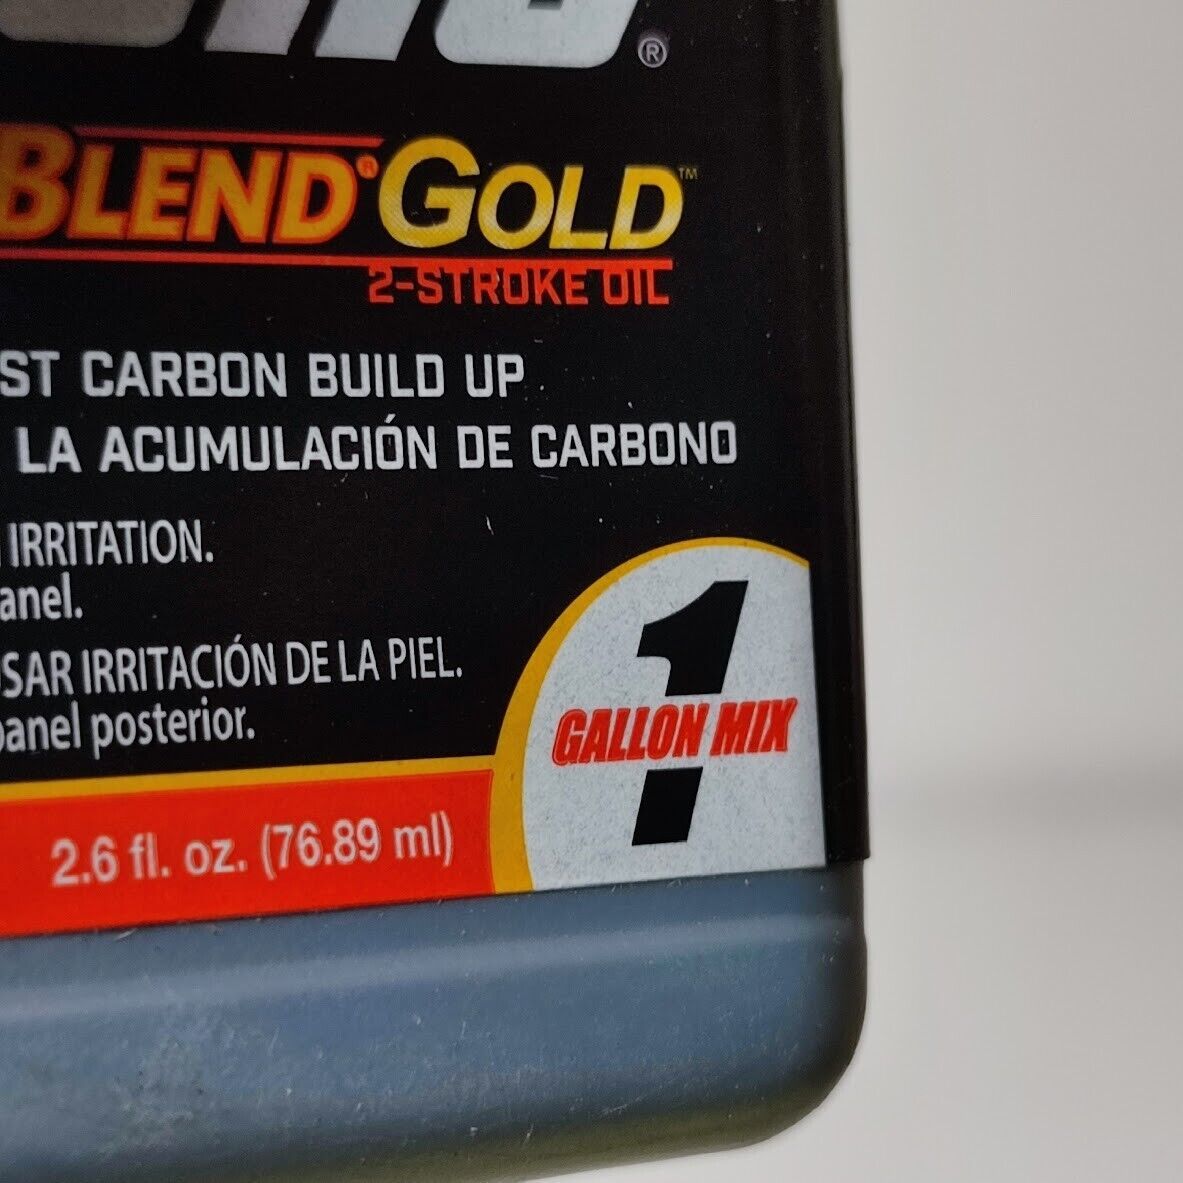 ®
BLEND® GOLD™
2-STROKE OIL
ST CARBON BUILD UP
LA ACUMULACIÓN DE CARBONO
IRRITATION.
anel.
SAR IRRITACIÓN DE LA PIEL.
panel posterior.
1
GALLON MIX
2.6 fl. oz. (76.89 ml)